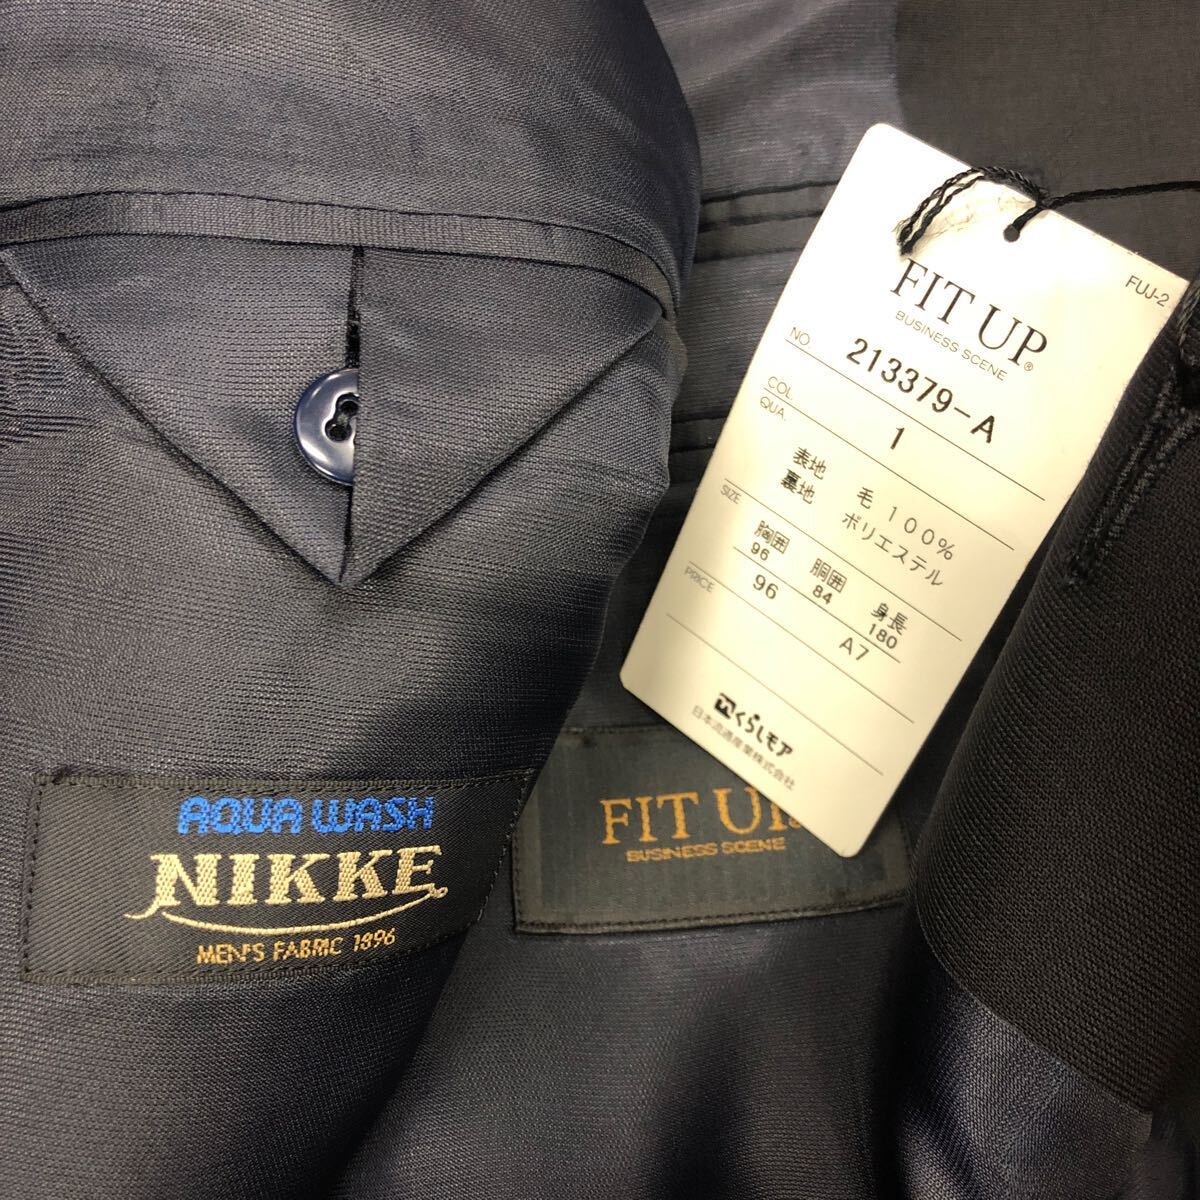 AQUA WASH
NIKKE
MEN'S FABRIC 1896
FIT UP
BUSINESS SCENE
FUJ-2
FIT UP®
BUSINESS SCENE
NO. 213379-A
COL. 1
QUA.
表地 毛100%
裏地 ポリエステル
SIZE 胸囲 胴囲 身長
96 84 180
96 A7
PRICE
くらしモア
日本流通産業株式会社